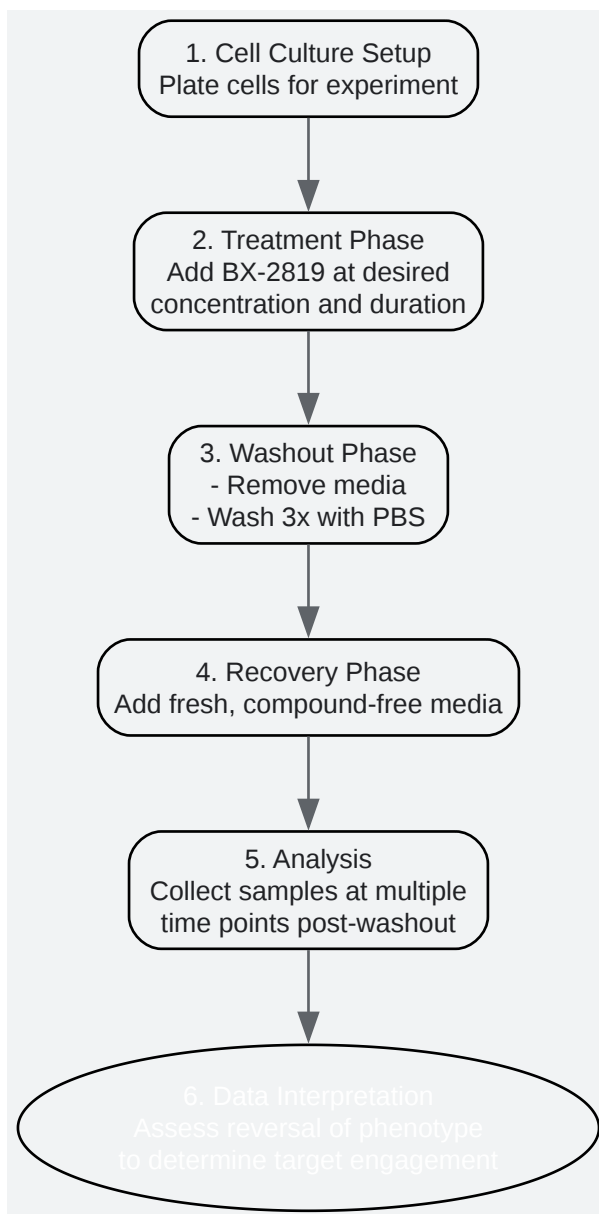 1. Cell Culture Setup
Plate cells for experiment
2. Treatment Phase
Add BX-2819 at desired
concentration and duration
3. Washout Phase
- Remove media
- Wash 3x with PBS
4. Recovery Phase
Add fresh, compound-free media
5. Analysis
Collect samples at multiple
time points post-washout
6. Data Interpretation
Assess reversal of phenotype
to determine target engagement